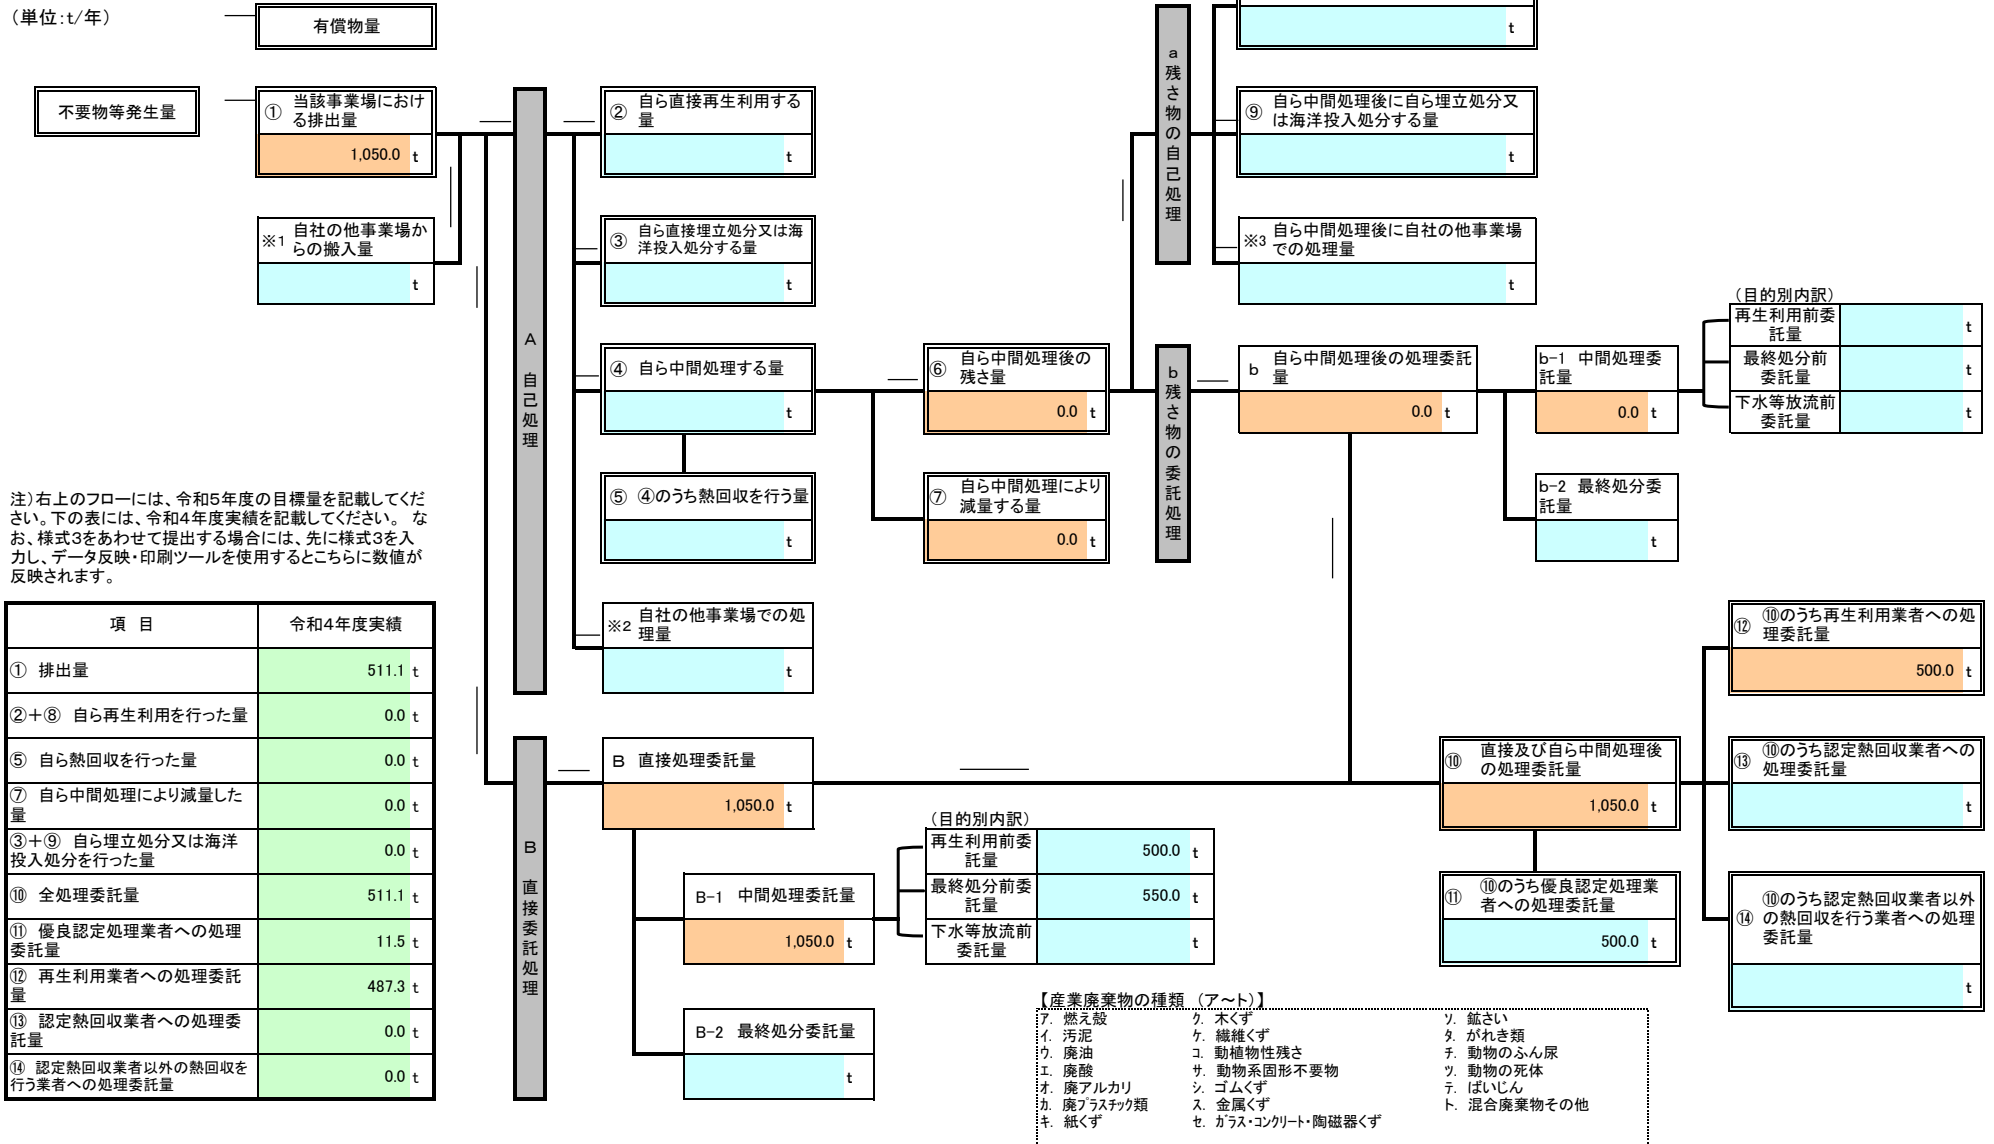 （単位:t/年）
有償物量
t
不要物等発生量
①
当該事業場におけ
る排出量
1,050.0 t
※1
自社の他事業場か
らの搬入量
t
A
自己処理
②
自ら直接再生利用する
量
t
③
自ら直接埋立処分又は海
洋投入処分する量
t
④ 自ら中間処理する量
t
⑤ ④のうち熱回収を行う量
t
※2
自社の他事業場での処
理量
t
⑥
自ら中間処理後の
残さ量
0.0 t
⑦
自ら中間処理により
減量する量
0.0 t
a残さ物の自己処理
⑨
自ら中間処理後に自ら埋立処分又
は海洋投入処分する量
t
※3
自ら中間処理後に自社の他事業場
での処理量
t
b残さ物の委託処理
b
自ら中間処理後の処理委託
量
0.0 t
b-1 中間処理委
託量
0.0 t
（目的別内訳）
再生利用前委
託量
t
最終処分前
委託量
t
下水等放流前
委託量
t
b-2 最終処分委
託量
t
注）右上のフローには、令和５年度の目標量を記載してくだ
さい。下の表には、令和４年度実績を記載してください。 な
お、様式３をあわせて提出する場合には、先に様式３を入
力し、データ反映・印刷ツールを使用するとこちらに数値が
反映されます。
項 目 令和４年度実績
① 排出量 511.1 t
②＋⑧ 自ら再生利用を行った量 0.0 t
⑤ 自ら熱回収を行った量 0.0 t
⑦ 自ら中間処理により減量した
量 0.0 t
③＋⑨ 自ら埋立処分又は海洋
投入処分を行った量 0.0 t
⑩ 全処理委託量 511.1 t
⑪ 優良認定処理業者への処理
委託量 11.5 t
⑫ 再生利用業者への処理委託
量 487.3 t
⑬ 認定熱回収業者への処理委
託量 0.0 t
⑭ 認定熱回収業者以外の熱回収を
行う業者への処理委託量 0.0 t
B
直接委託処理
B 直接処理委託量
1,050.0 t
B-1 中間処理委託量
1,050.0 t
（目的別内訳）
再生利用前委
託量
500.0 t
最終処分前委
託量
550.0 t
下水等放流前
委託量
t
B-2 最終処分委託量
t
⑩
直接及び自ら中間処理後
の処理委託量
1,050.0 t
⑪
⑩のうち優良認定処理業
者への処理委託量
500.0 t
⑫
⑩のうち再生利用業者への処
理委託量
500.0 t
⑬
⑩のうち認定熱回収業者への
処理委託量
t
⑭
⑩のうち認定熱回収業者以外
の熱回収を行う業者への処理
委託量
t
【産業廃棄物の種類 （ア～ト）】
ア. 燃え殻 ク. 木くず ソ. 鉱さい
イ. 汚泥 ケ. 繊維くず タ. がれき類
ウ. 廃油 コ. 動植物性残さ チ. 動物のふん尿
エ. 廃酸 サ. 動物系固形不要物 ツ. 動物の死体
オ. 廃アルカリ シ. ゴムくず テ. ばいじん
カ. 廃プラスチック類 ス. 金属くず ト. 混合廃棄物その他
キ. 紙くず セ. ガラス・コンクリート・陶磁器くず